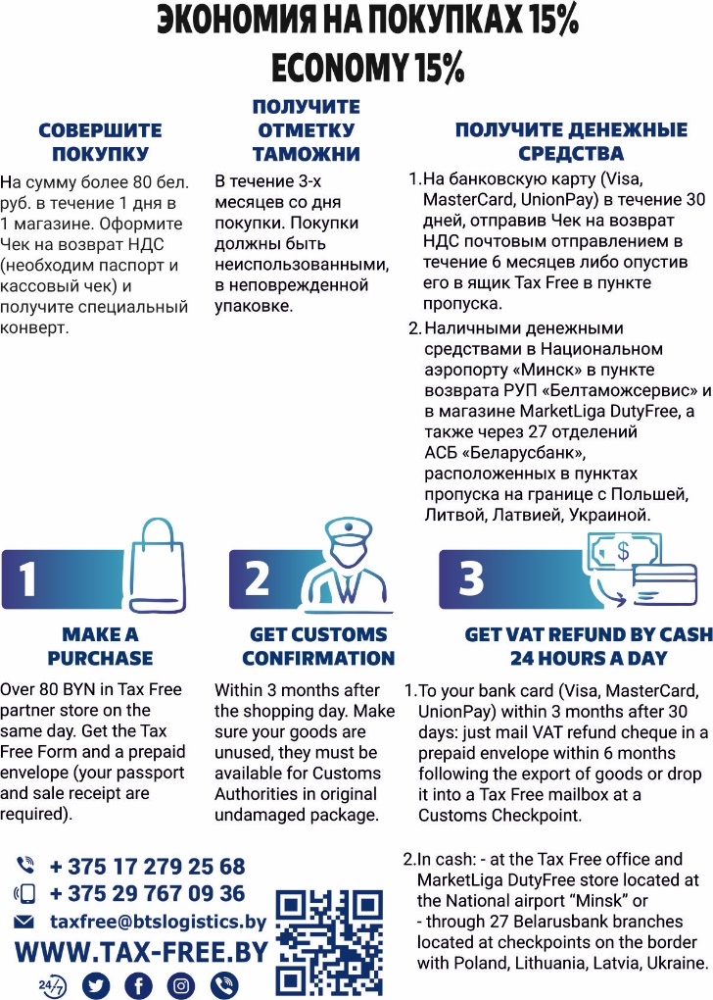 ЭКОНОМИЯ НА ПОКУПКАХ 15%
ECONOMY 15%
СОВЕРШИТЕ
ПОКУПКУ
На сумму более 80 бел.
руб. в течение 1 дня в
1 магазине. Оформите
Чек на возврат НДС
(необходим паспорт и
кассовый чек) и
получите специальный
конверт.
ПОЛУЧИТЕ
ОТМЕТКУ
ТАМОЖНИ
В течение 3-х
месяцев со дня
покупки. Покупки
должны быть
неиспользованными,
в неповрежденной
упаковке.
ПОЛУЧИТЕ ДЕНЕЖНЫЕ
СРЕДСТВА
1.На банковскую карту (Visa,
MasterCard, UnionPay) в течение 30
дней, отправив Чек на возврат
НДС почтовым отправлением в
течение 6 месяцев либо опустив
его в ящик Tax Free в пункте
пропуска.
2.Наличными денежными
средствами в Национальном
аэропорту «Минск» в пункте
возврата РУП «Белтаможсервис» и
в магазине MarketLiga DutyFree, а
также через 27 отделений
АСБ «Беларусбанк»,
расположенных в пунктах
пропуска на границе с Польшей,
Литвой, Латвией, Украиной.
1
2
3
$
MAKE A
PURCHASE
Over 80 BYN in Tax Free
partner store on the
same day. Get the Tax
Free Form and a prepaid
envelope (your passport
and sale receipt are
required).
GET CUSTOMS
CONFIRMATION
Within 3 months after
the shopping day. Make
sure your goods are
unused, they must be
available for Customs
Authorities in original
undamaged package.
GET VAT REFUND BY CASH
24 HOURS A DAY
1.To your bank card (Visa, MasterCard,
UnionPay) within 3 months after 30
days: just mail VAT refund cheque in a
prepaid envelope within 6 months
following the export of goods or drop
it into a Tax Free mailbox at a
Customs Checkpoint.
2.In cash: - at the Tax Free office and
MarketLiga DutyFree store located at
the National airport “Minsk” or
- through 27 Belarusbank branches
located at checkpoints on the border
with Poland, Lithuania, Latvia, Ukraine.
+ 375 17 279 25 68
+ 375 29 767 09 36
taxfree@btslogistics.by
WWW.TAX-FREE.BY
24/7